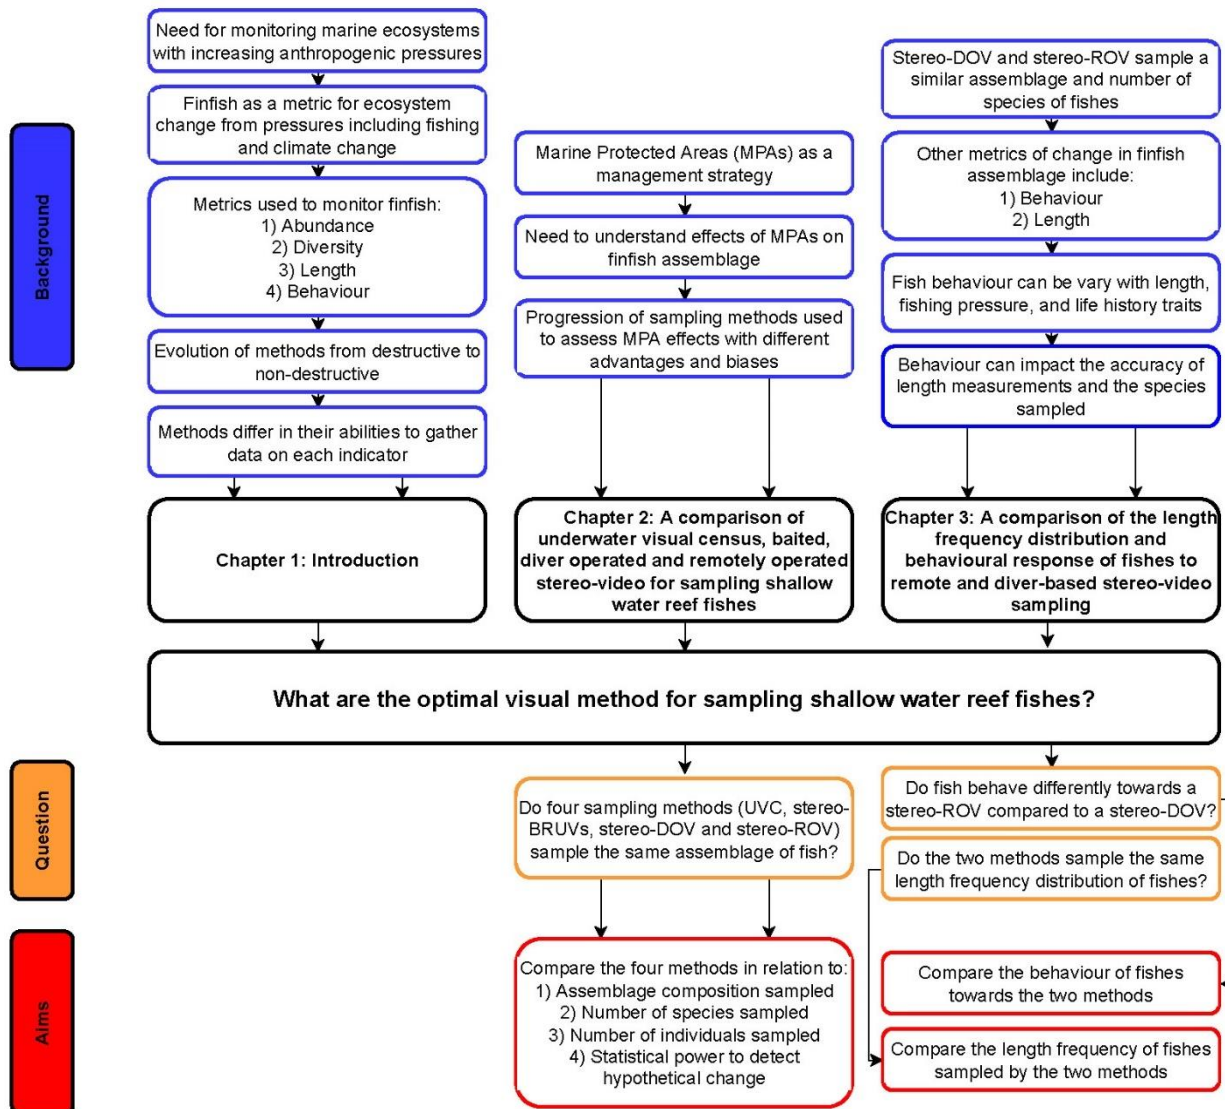 Background
Need for monitoring marine ecosystems
with increasing anthropogenic pressures
Finfish as a metric for ecosystem
change from pressures including fishing
and climate change
Metrics used to monitor finfish:
1) Abundance
2) Diversity
3) Length
4) Behaviour
Evolution of methods from destructive to
non-destructive
Methods differ in their abilities to gather
data on each indicator
Chapter 1: Introduction
Marine Protected Areas (MPAs) as a
management strategy
Need to understand effects of MPAs on
finfish assemblage
Progression of sampling methods used
to assess MPA effects with different
advantages and biases
Chapter 2: A comparison of
underwater visual census, baited,
diver operated and remotely operated
stereo-video for sampling shallow
water reef fishes
Stereo-DOV and stereo-ROV sample a
similar assemblage and number of
species of fishes
Other metrics of change in finfish
assemblage include:
1) Behaviour
2) Length
Fish behaviour can be vary with length,
fishing pressure, and life history traits
Behaviour can impact the accuracy of
length measurements and the species
sampled
Chapter 3: A comparison of the length
frequency distribution and
behavioural response of fishes to
remote and diver-based stereo-video
sampling
What are the optimal visual method for sampling shallow water reef fishes?
Question
Do four sampling methods (UVC, stereo-
BRUVs, stereo-DOV and stereo-ROV)
sample the same assemblage of fish?
Do fish behave differently towards a
stereo-ROV compared to a stereo-DOV?
Do the two methods sample the same
length frequency distribution of fishes?
Aims
Compare the four methods in relation to:
1) Assemblage composition sampled
2) Number of species sampled
3) Number of individuals sampled
4) Statistical power to detect
hypothetical change
Compare the behaviour of fishes
towards the two methods
Compare the length frequency of fishes
sampled by the two methods